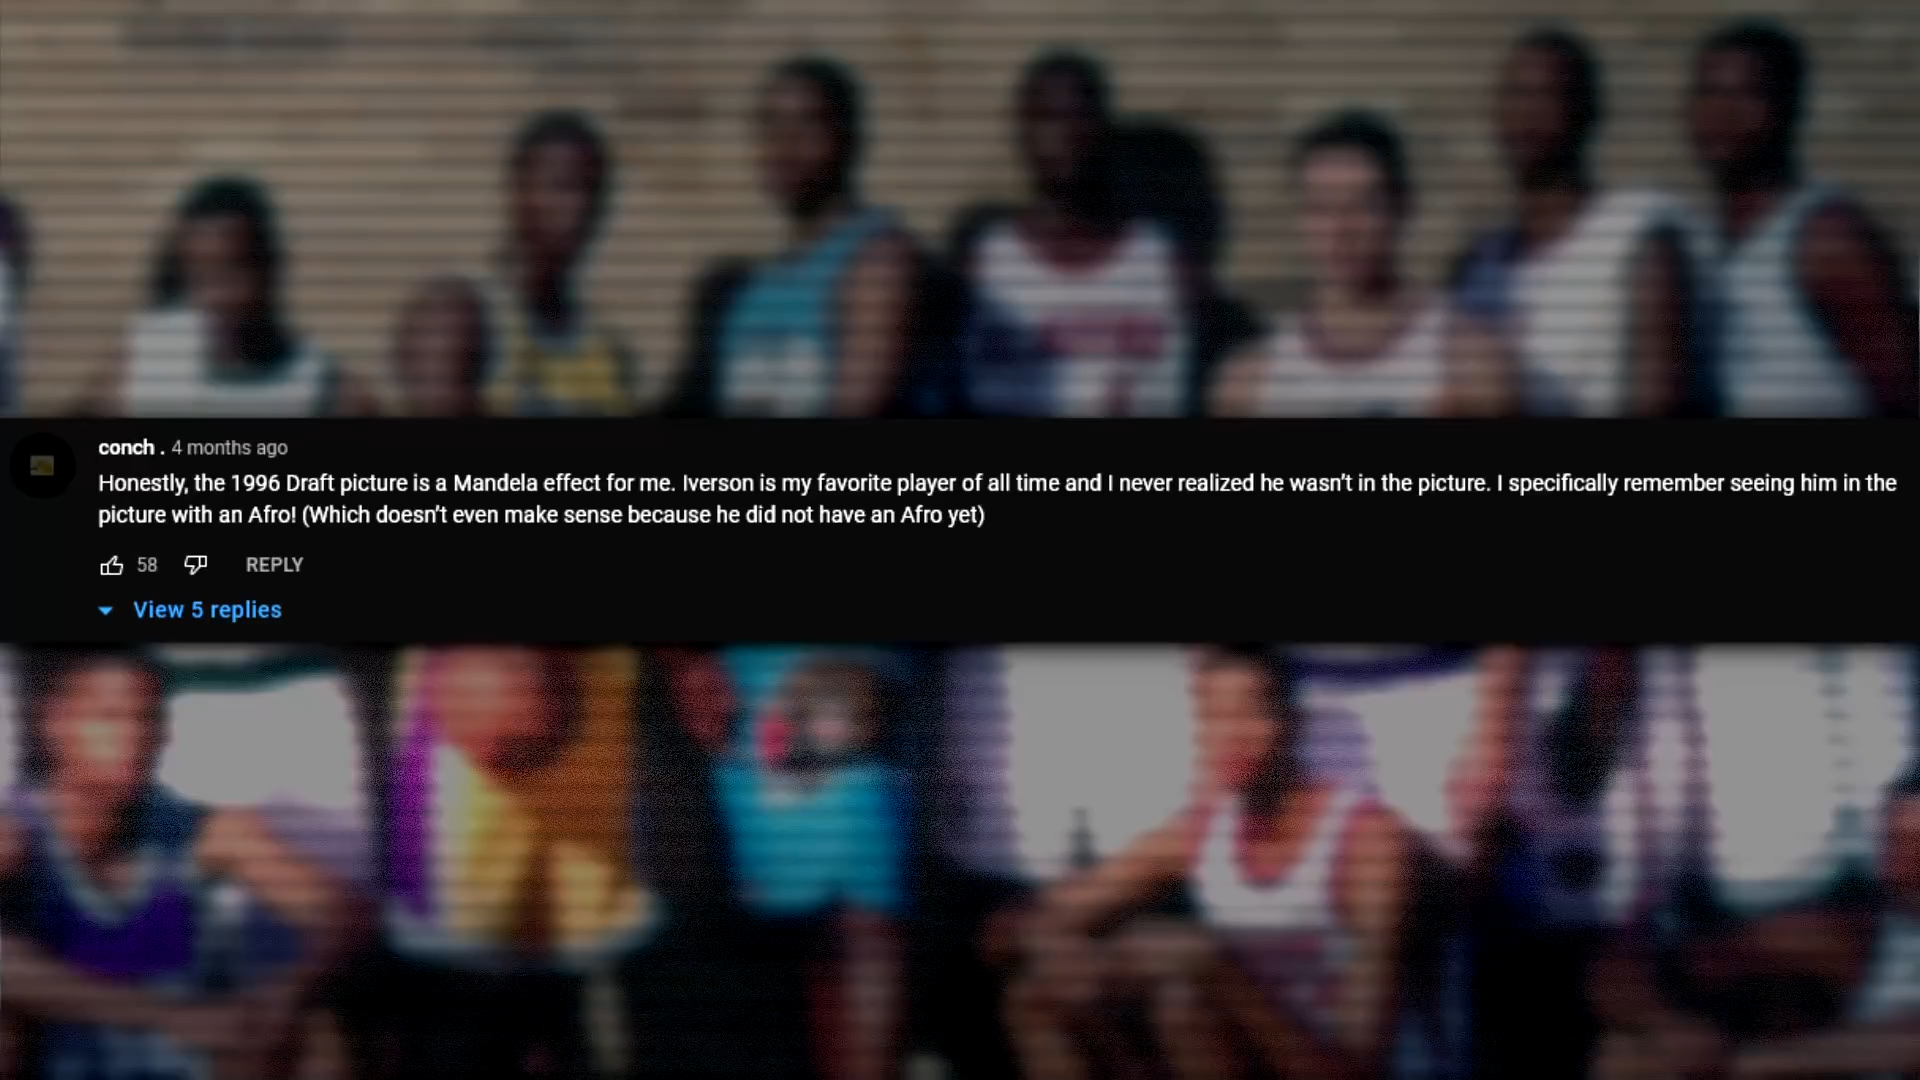 conch . 4 months ago
Honestly, the 1996 Draft picture is a Mandela effect for me. Iverson is my favorite player of all time and I never realized he wasn't in the picture. I specifically remember seeing him in the
picture with an Afro! (Which doesn't even make sense because he did not have an Afro yet)
58 REPLY
View 5 replies